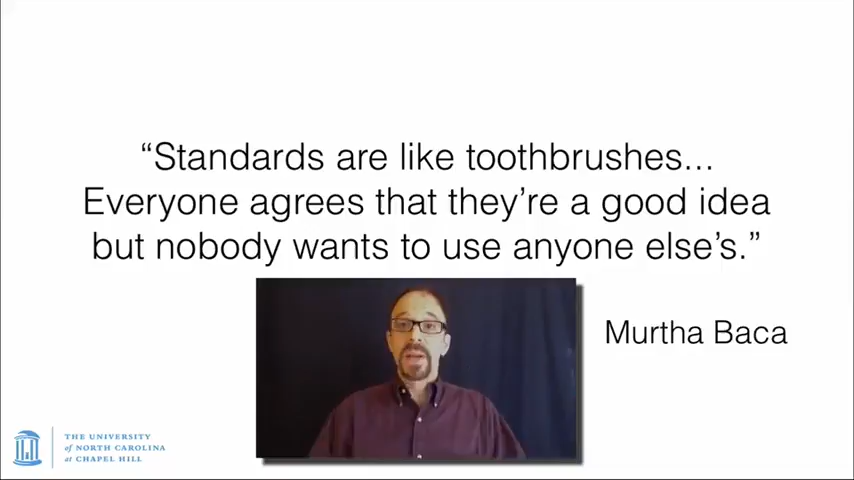 “Standards are like toothbrushes...
Everyone agrees that they’re a good idea
but nobody wants to use anyone else’s.”
Murtha Baca
THE UNIVERSITY
of NORTH CAROLINA
at CHAPEL HILL